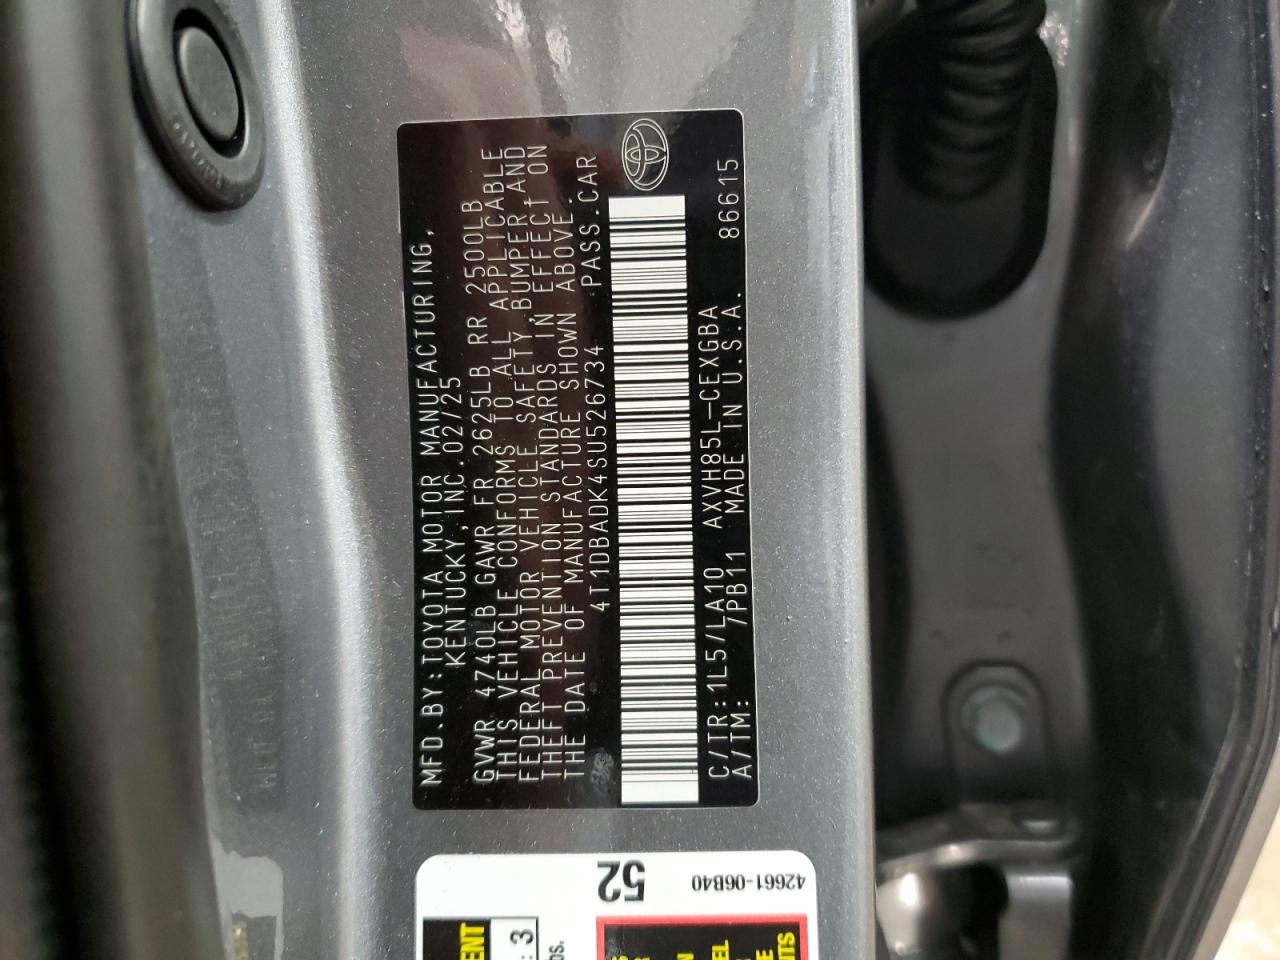 MFD.BY:TOYOTA MOTOR MANUFACTURING,
KENTUCKY,INC.02/25
GVWR 4740LB GAWR FR 2625LB RR 2500LB
THIS VEHICLE CONFORMS TO ALL APPLICABLE
FEDERAL MOTOR VEHICLE SAFETY,BUMPER,AND
THEFT PREVENTION STANDARDS IN EFFECT ON
THE DATE OF MANUFACTURE SHOWN ABOVE.
4T1DBADK4SU526734 PASS.CAR
C/TR:1L5/LA10 AXVH85L-CEXGBA
A/TM: /PB11 MADE IN U.S.A. 86615
52
42661-06B40
: 3